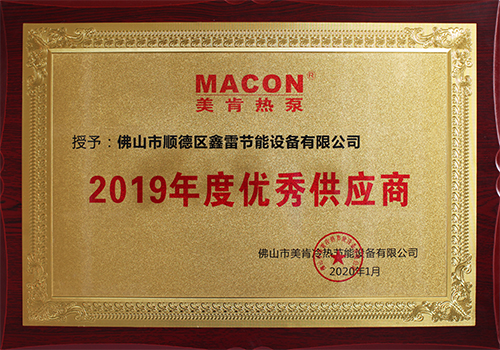 MACON®
美肯热泵
授予：佛山市顺德区鑫雷节能设备有限公司
2019年度优秀供应商
佛山市美肯冷热节能设备有限公司
2020年1月